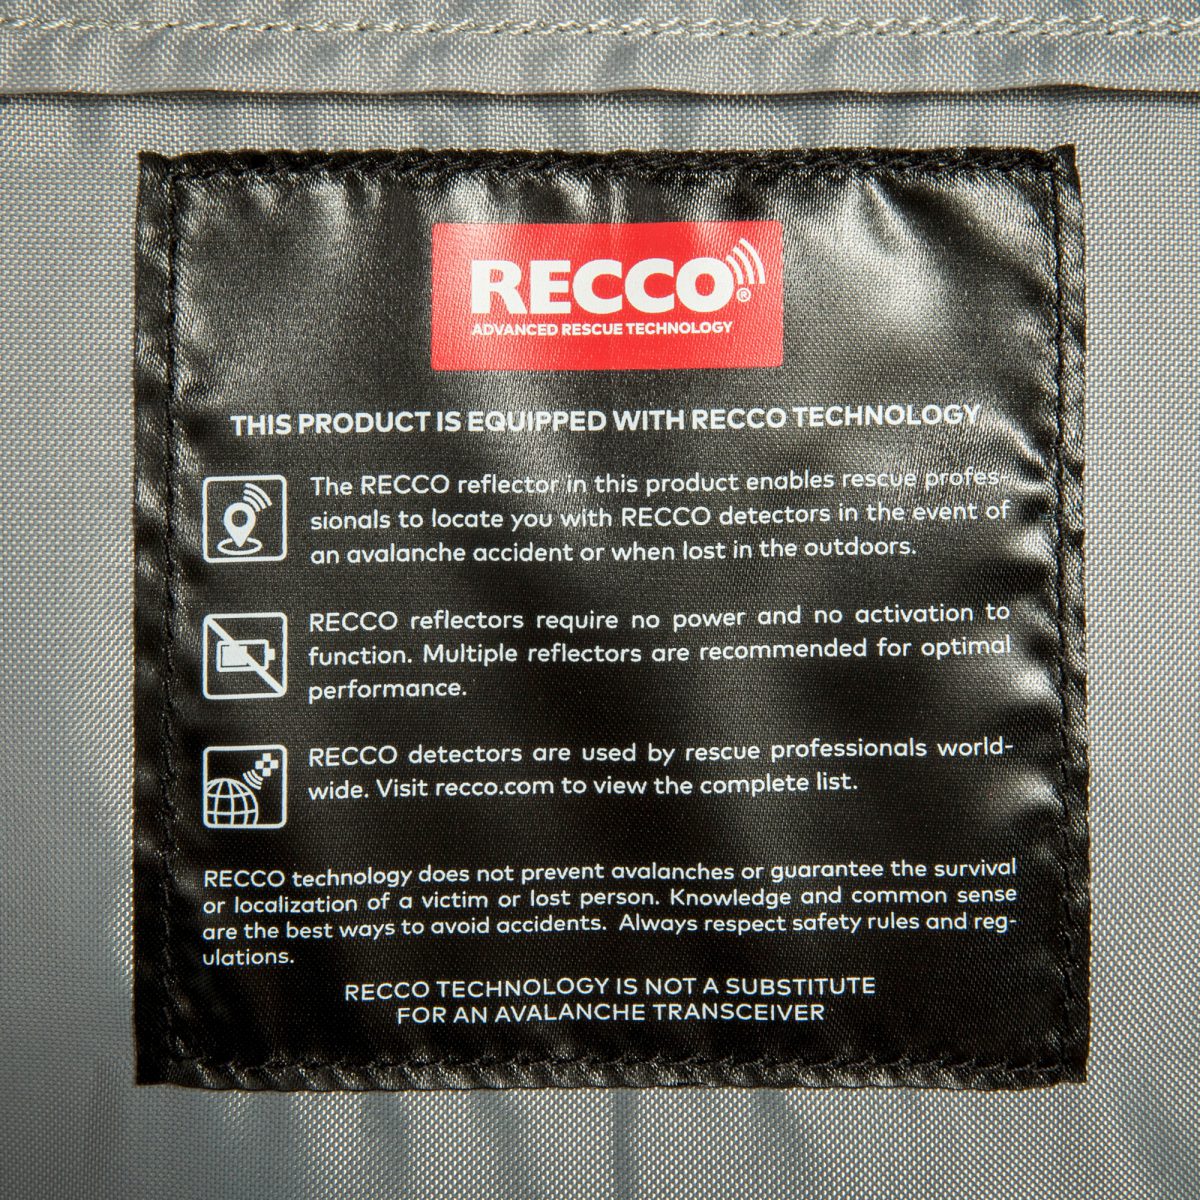 RECCO®
ADVANCED RESCUE TECHNOLOGY
THIS PRODUCT IS EQUIPPED WITH RECCO TECHNOLOGY
The RECCO reflector in this product enables rescue profes-
sionals to locate you with RECCO detectors in the event of
an avalanche accident or when lost in the outdoors.
RECCO reflectors require no power and no activation to
function. Multiple reflectors are recommended for optimal
performance.
RECCO detectors are used by rescue professionals world-
wide. Visit recco.com to view the complete list.
RECCO technology does not prevent avalanches or guarantee the survival
or localization of a victim or lost person. Knowledge and common sense
are the best ways to avoid accidents. Always respect safety rules and reg-
ulations.
RECCO TECHNOLOGY IS NOT A SUBSTITUTE
FOR AN AVALANCHE TRANSCEIVER